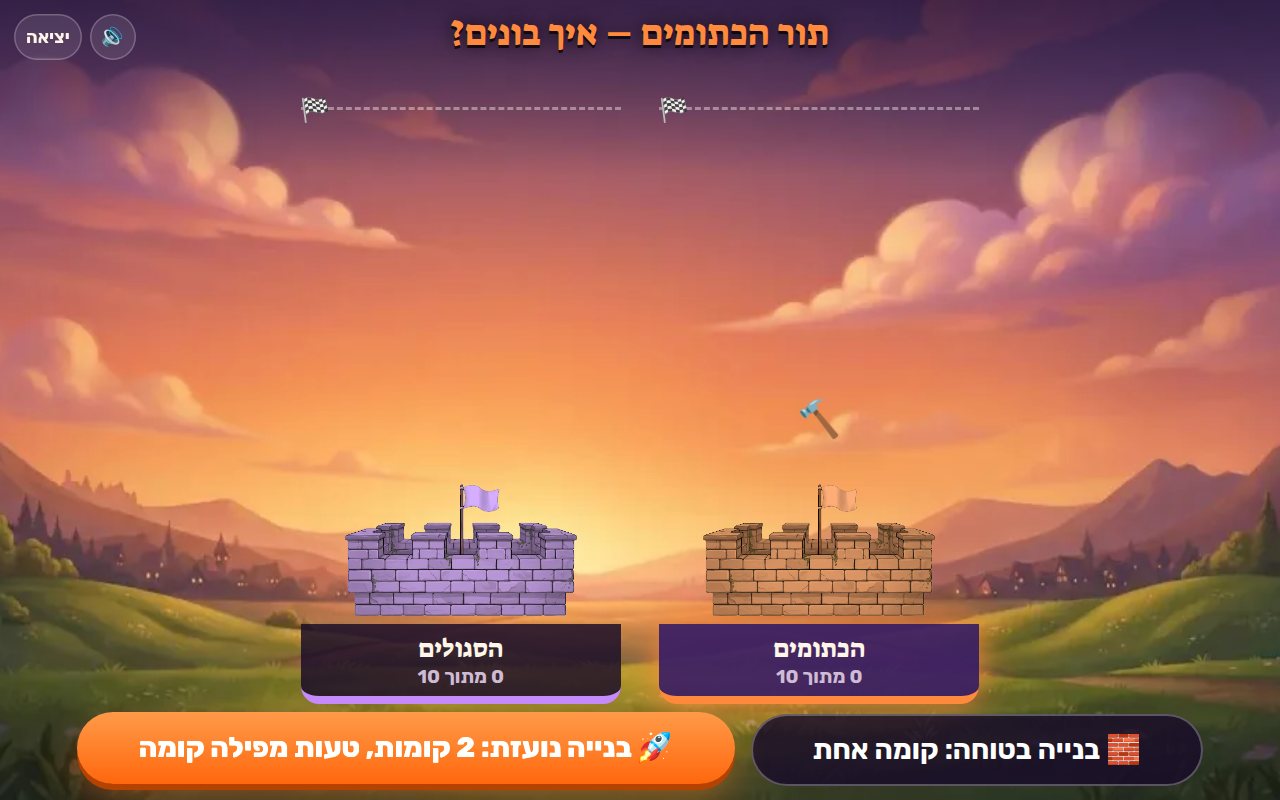 יציאה
תור הכתומים – איך בונים?
הכתומים
0 מתוך 10
הסגולים
0 מתוך 10
בנייה בטוחה: קומה אחת
בנייה נועזת: 2 קומות, טעות מפילה קומה